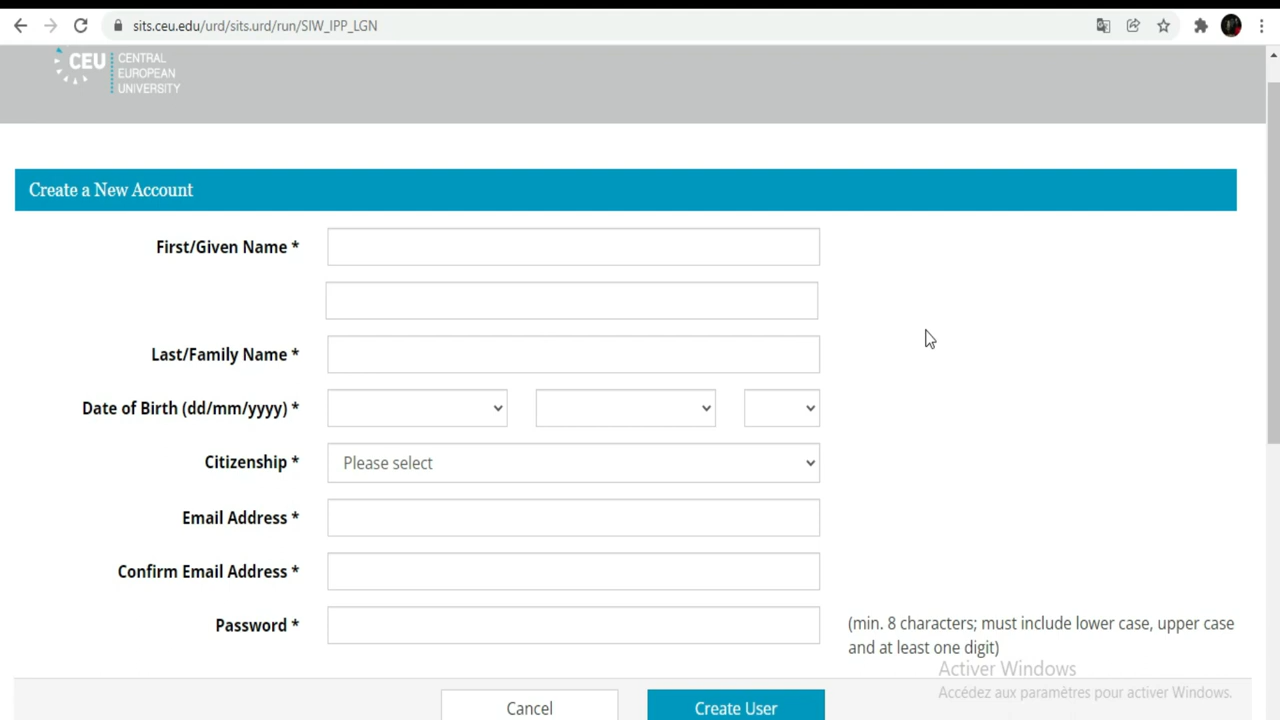 sits.ceu.edu/urd/sits.urd/run/SIW_IPP_LGN
CEU
CENTRAL
EUROPEAN
UNIVERSITY
Create a New Account
First/Given Name *
Last/Family Name *
Date of Birth (dd/mm/yyyy) *
Citizenship *
Please select
Email Address *
Confirm Email Address *
Password *
(min. 8 characters; must include lower case, upper case
and at least one digit)
Activer Windows
Accédez aux paramètres pour activer Windows.
Cancel
Create User